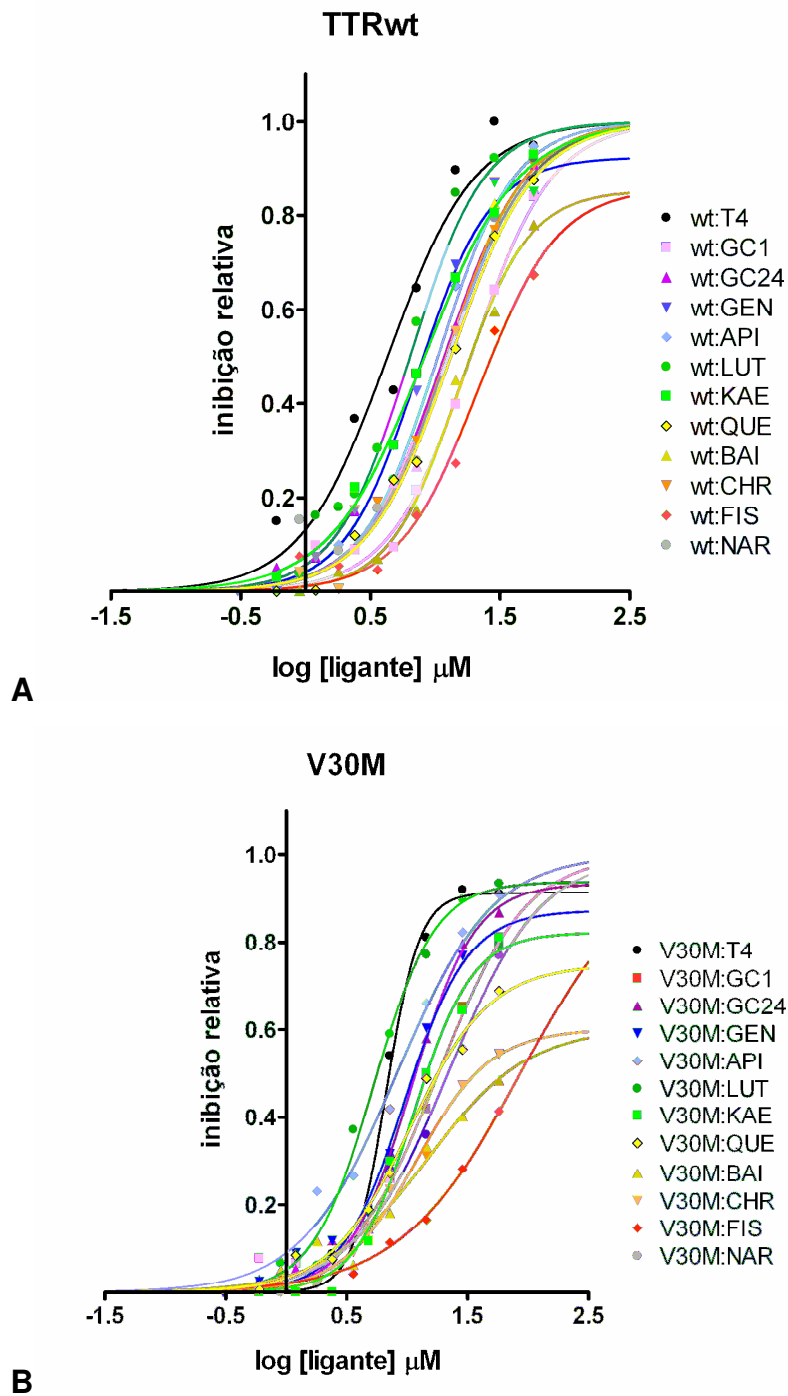 TTRwt
1.0
0.8
0.6
0.4
0.2
inibição relativa
-1.5
-0.5
0.5
1.5
2.5
log [ligante] µM
wt:T4
wt:GC1
wt:GC24
wt:GEN
wt:API
wt:LUT
wt:KAE
wt:QUE
wt:BAI
wt:CHR
wt:FIS
wt:NAR
A
V30M
1.0
0.8
0.6
0.4
0.2
inibição relativa
-1.5
-0.5
0.5
1.5
2.5
log [ligante] µM
V30M:T4
V30M:GC1
V30M:GC24
V30M:GEN
V30M:API
V30M:LUT
V30M:KAE
V30M:QUE
V30M:BAI
V30M:CHR
V30M:FIS
V30M:NAR
B